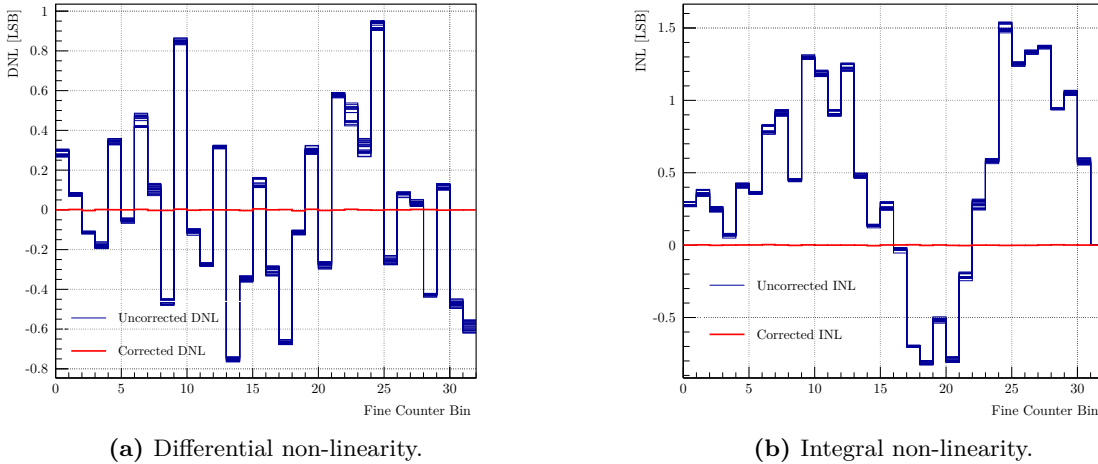 DNL [LSB]
1
0.8
0.6
0.4
0.2
0
-0.2
-0.4
-0.6
-0.8
Uncorrected DNL
Corrected DNL
0 5 10 15 20 25 30
Fine Counter Bin
(a) Differential non-linearity.
INL [LSB]
1.5
1
0.5
0
-0.5
Uncorrected INL
Corrected INL
0 5 10 15 20 25 30
Fine Counter Bin
(b) Integral non-linearity.